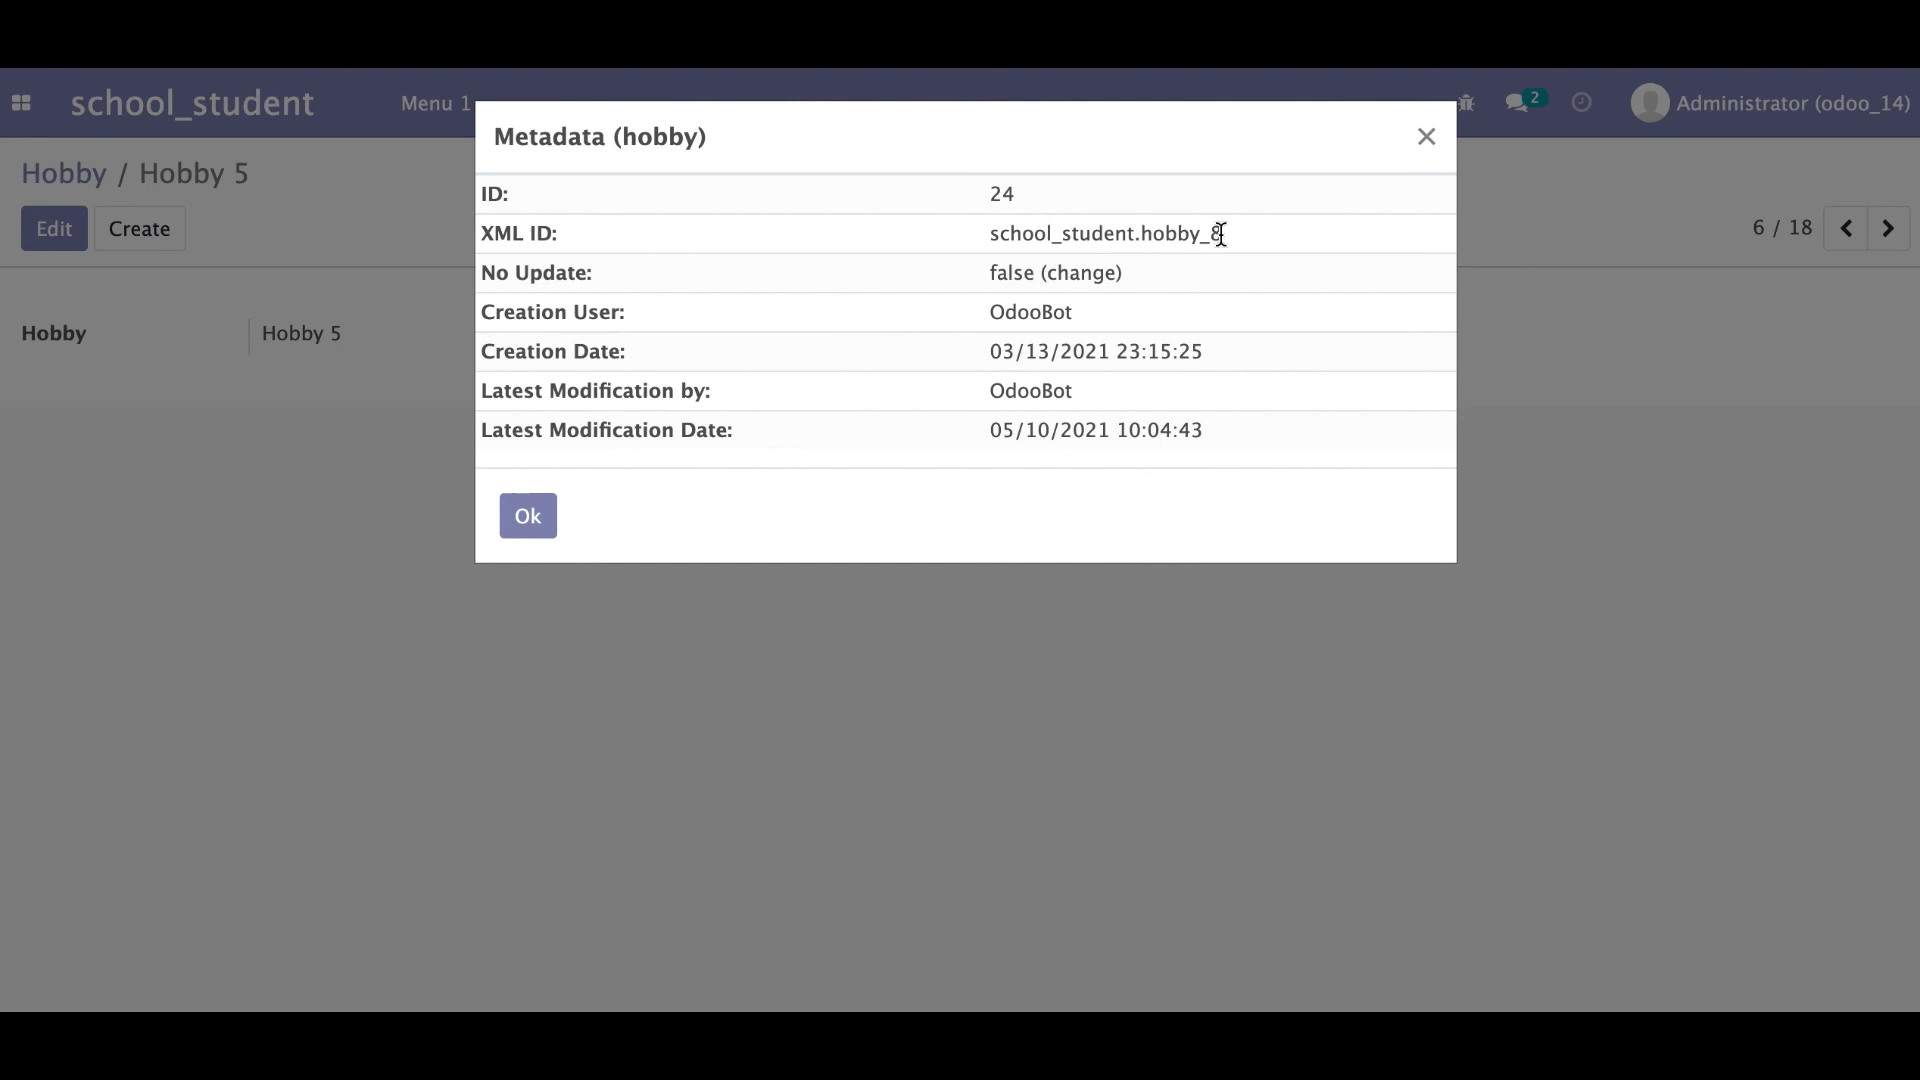 school_student Menu 1 2 Administrator (odoo_14)
Hobby / Hobby 5
Edit Create 6 / 18
Hobby Hobby 5
Metadata (hobby) ×
ID: 24
XML ID: school_student.hobby_8
No Update: false (change)
Creation User: OdooBot
Creation Date: 03/13/2021 23:15:25
Latest Modification by: OdooBot
Latest Modification Date: 05/10/2021 10:04:43
Ok